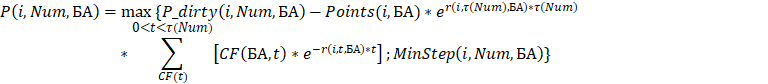 P(i, Num, БА) = max {P_dirty(i, Num, БА) − Points(i, БА) * e^{r(i,τ(Num),БА)*τ(Num)}
0<t<τ(Num)
* ∑ [CF(БА, t) * e^{−r(i,t,БА)*t}] ; MinStep(i, Num, БА)}
CF(t)